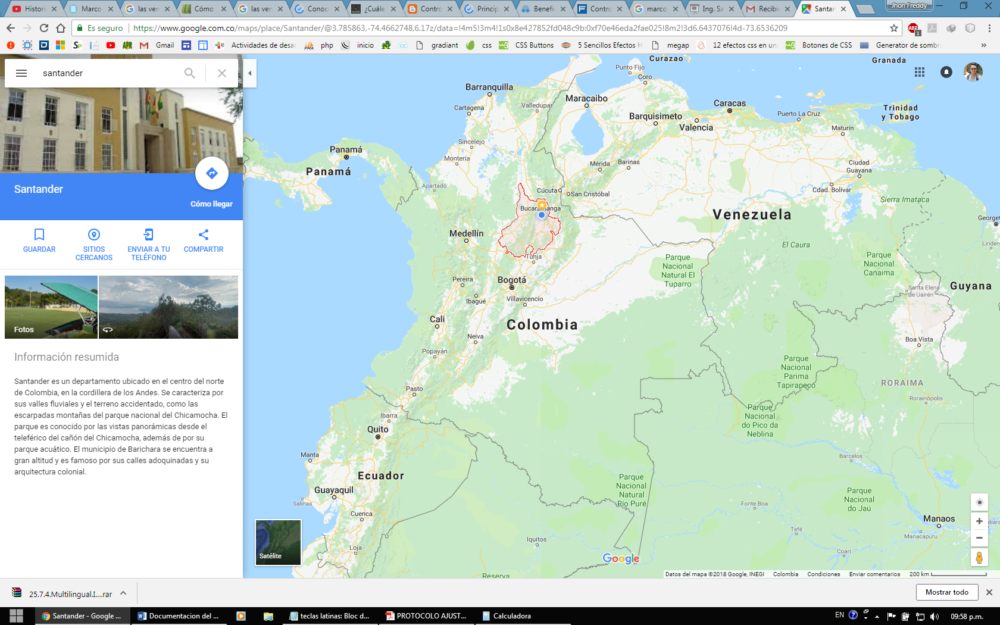 Histori
Marco
las ven
Cómo
las ven
Conoc
¿Cuále
Contro
Princip
Benefi
Contro
marco
Ing. Sa
Recibi
Santan
Jhon Freddy
Es seguro
https://www.google.com.co/maps/place/Santander/@3.785863,-74.4662748,6.17z/data=!4m5!3m4!1s0x8e427852fd048c9b:0xf70e46eda2fae025!8m2!3d6.6437076!4d-73.6536209
Gmail
Actividades de desar
php
inicio
gradiant
css
CSS Buttons
5 Sencillos Efectos H
megap
12 efectos css en un
Botones de CSS
Generator de sombr
santander
Santander
Cómo llegar
GUARDAR
SITIOS
CERCANOS
ENVIAR A TU
TELÉFONO
COMPARTIR
Fotos
Información resumida
Santander es un departamento ubicado en el centro del norte
de Colombia, en la cordillera de los Andes. Se caracteriza por
sus valles fluviales y el terreno accidentado, como las
escarpadas montañas del parque nacional del Chicamocha. El
parque es conocido por las vistas panorámicas desde el
teleférico del cañón del Chicamocha, además de por su
parque acuático. El municipio de Barichara se encuentra a
gran altitud y es famoso por sus calles adoquinadas y su
arquitectura colonial.
Curazao
Granada
Punto Fijo
Coro
Barranquilla
Maracaibo
Valledupar
Cartagena
Caracas
Barquisimeto
Puerto La Cruz
Trinidad
y Tobago
Valencia
Maturín
Sincelejo
Panamá
Montería
Mérida
Barinas
Ciudad
Guayana
Panamá
Apartadó
Cúcuta
San Cristóbal
Cdad. Bolívar
Sierra Imataca
Bucaramanga
Venezuela
Georget
Medellín
El Caura
Linden
Tunja
Parque
Nacional
Natural El
Tuparro
Parque
Nacional
Canaima
Pereira
Bogotá
Guyana
Santa Elena
de Uairén
Ibagué
Villavicencio
Cali
Colombia
Neiva
Boa Vista
Popayán
Parque
Nacional
Parima
Tapirapecó
RORAIMA
Pasto
Rorainópolis
Parque
Nacional
do Pico da
Neblina
Ibarra
Quito
Manta
Barcelos
Ecuador
Parque
Nacional
Natural
Río Puré
Guayaquil
Salinas
Parque
Nacional
do Jaú
Fonte Boa
Cuenca
Manaos
Tefé
Manacapuru
Iquitos
Loja
Coari
Satélite
Google
Reserva
Datos del mapa ©2018 Google, INEGI
Colombia
Condiciones
Enviar comentarios
200 km
25.7.4.Multilingual.I....rar
Mostrar todo
Santander - Google ...
Documentacion del ...
teclas latinas: Bloc d...
PROTOCOLO AJUST...
Calculadora
EN
09:58 p.m.